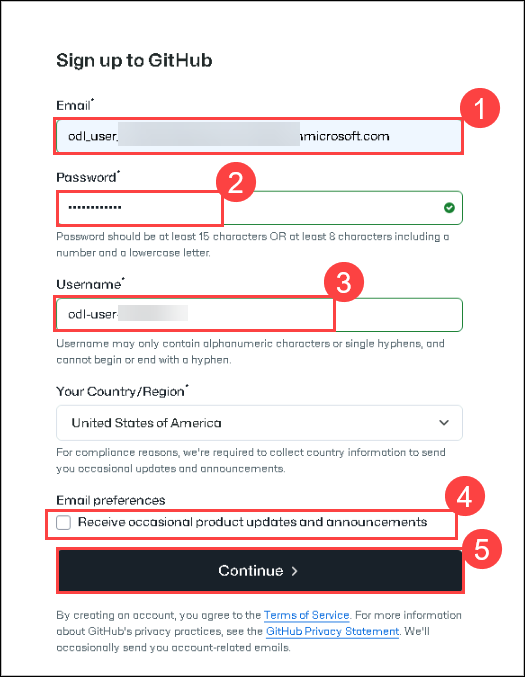 Sign up to GitHub
Email*
1
odl_user_ nmicrosoft.com
Password*
2
••••••••••••
Password should be at least 15 characters OR at least 8 characters including a
number and a lowercase letter.
Username*
3
odl-user-
Username may only contain alphanumeric characters or single hyphens, and
cannot begin or end with a hyphen.
Your Country/Region*
United States of America
For compliance reasons, we're required to collect country information to send
you occasional updates and announcements.
Email preferences
4
Receive occasional product updates and announcements
5
Continue >
By creating an account, you agree to the Terms of Service. For more information
about GitHub's privacy practices, see the GitHub Privacy Statement. We'll
occasionally send you account-related emails.